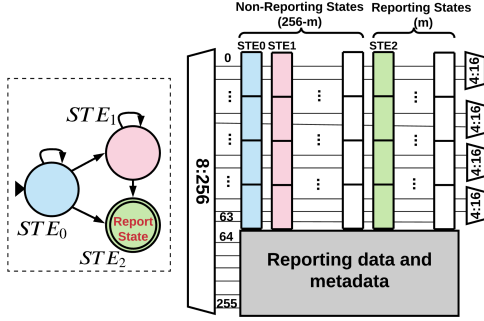 Non-Reporting States
(256-m)
Reporting States
(m)
STE0
STE1
STE2
0
...
...
...
...
...
...
...
...
63
64
255
8:256
4:16
4:16
4:16
4:16
Reporting data and
metadata
STE₁
STE₀
Report
State
STE₂